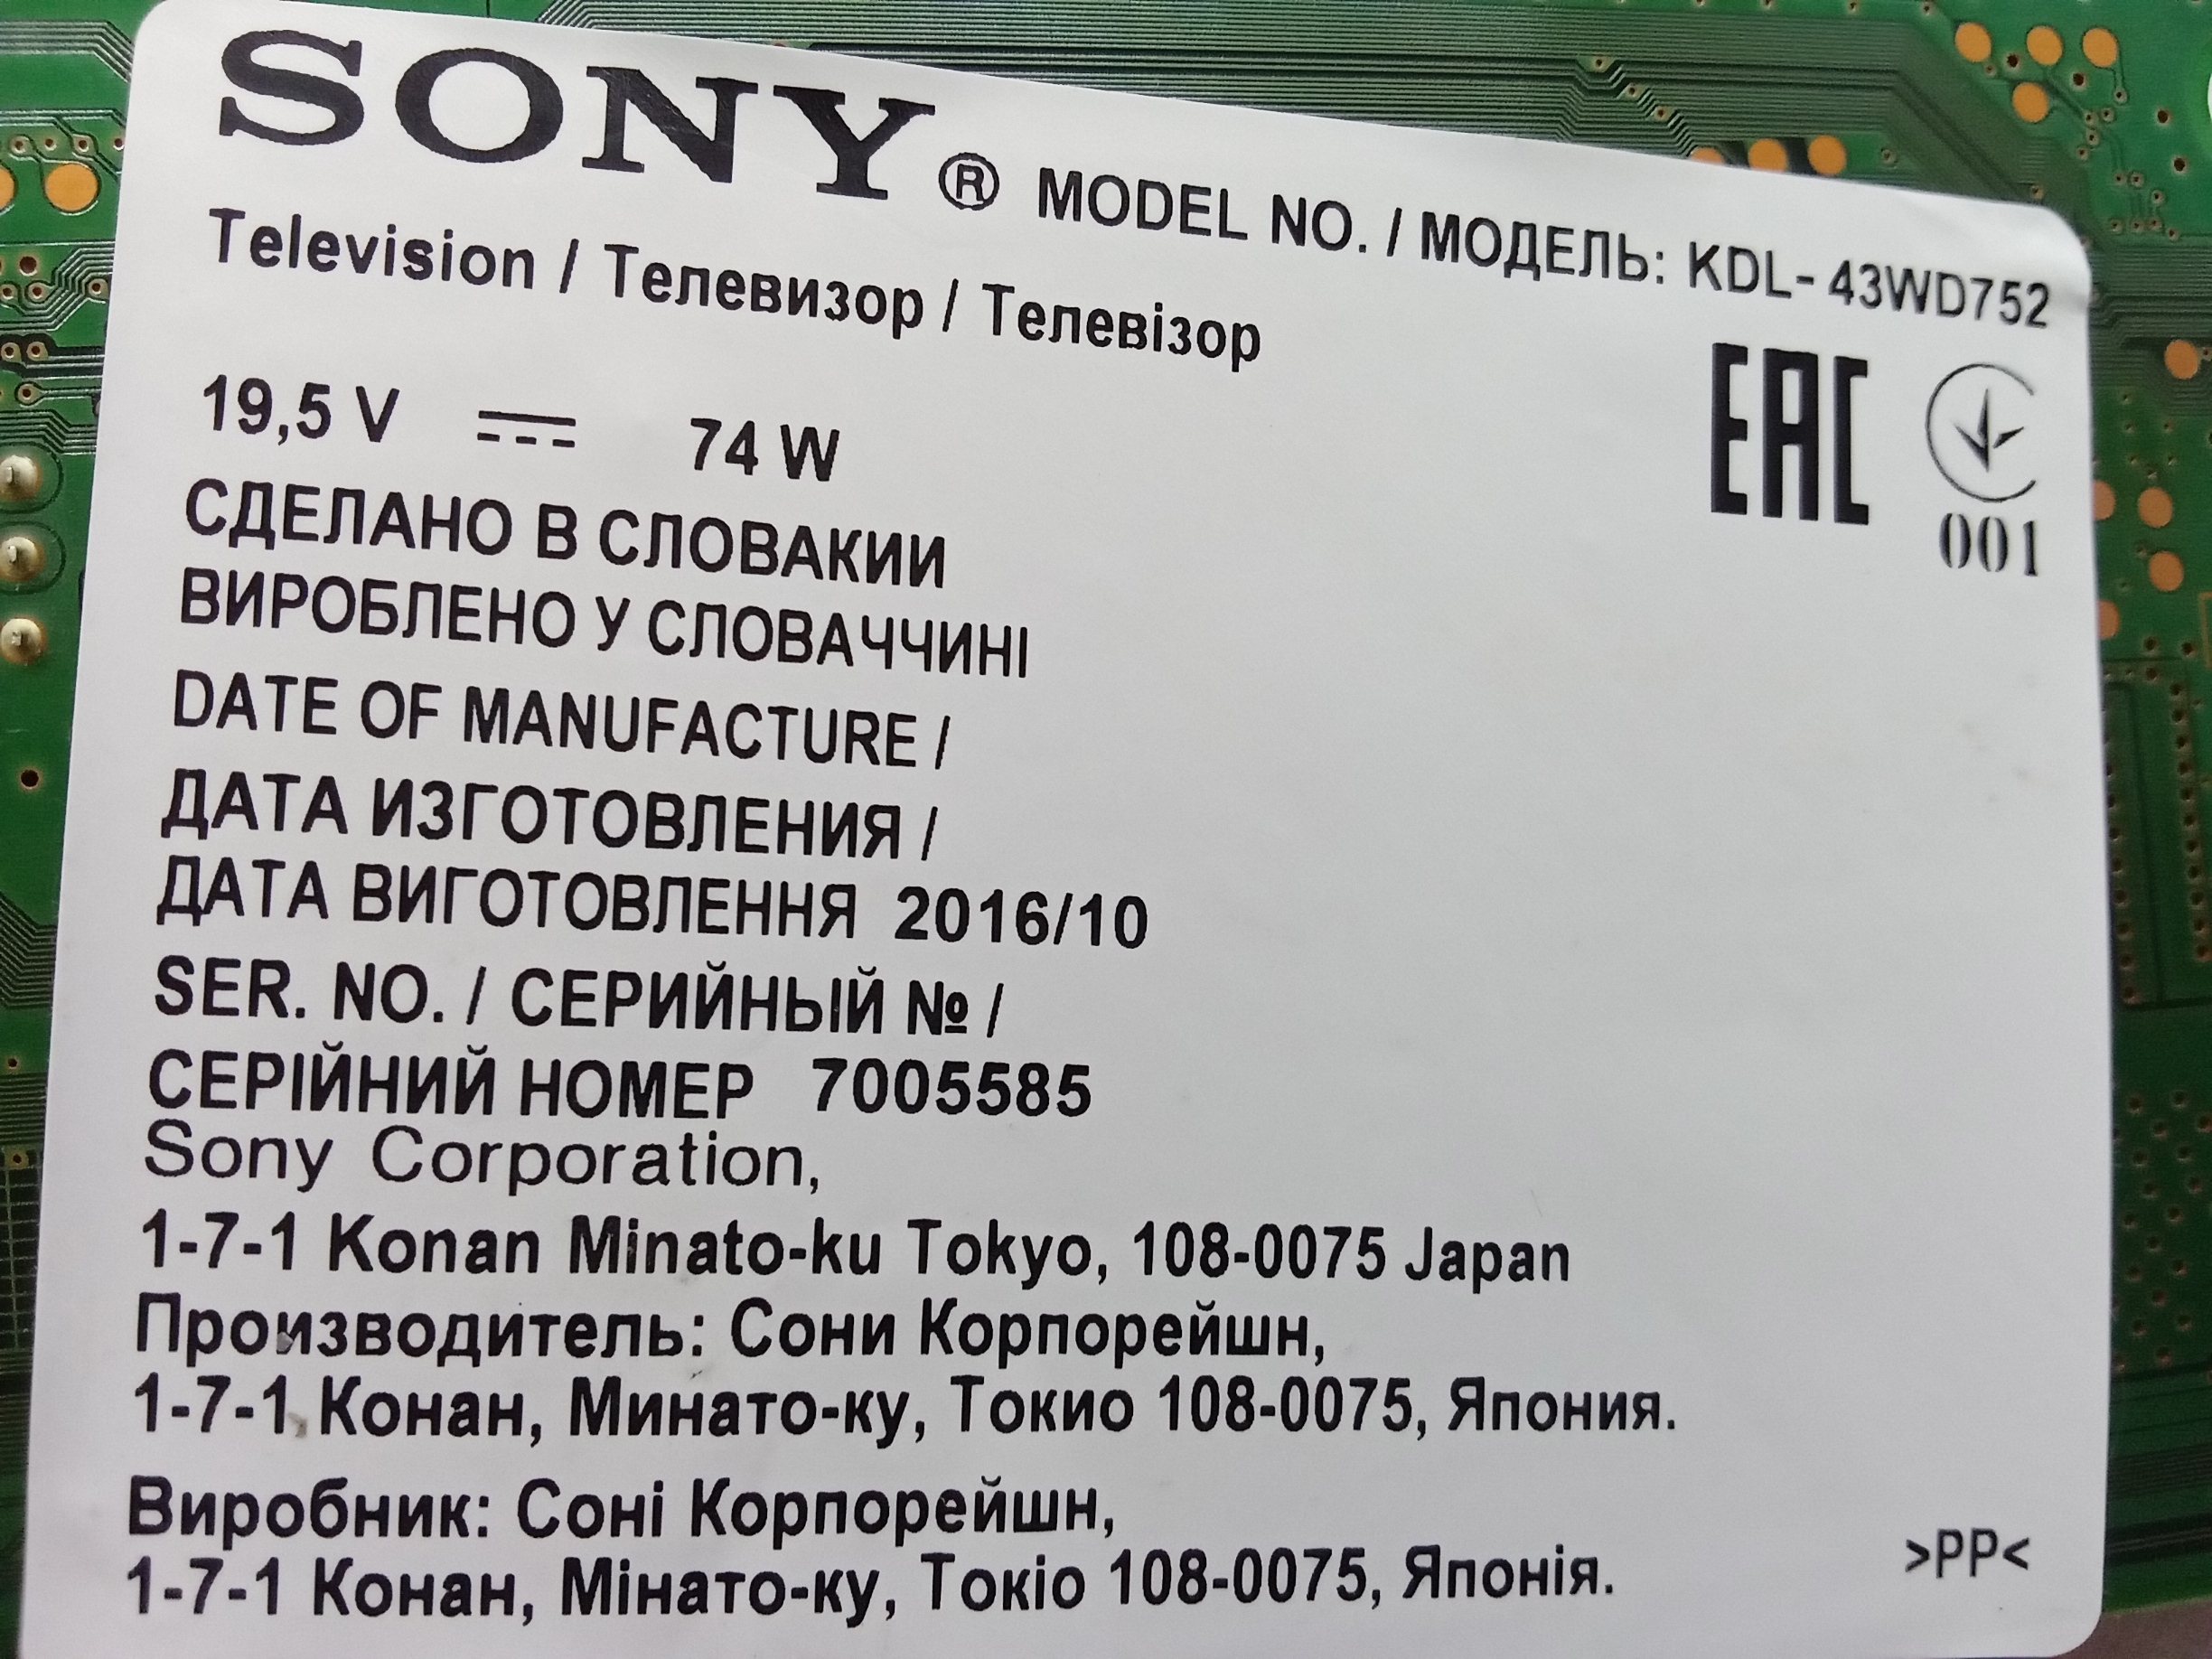 SONY® MODEL NO. / МОДЕЛЬ: KDL- 43WD752
Television / Телевизор / Телевізор
19,5 V ⎓ 74 W
EAC
001
СДЕЛАНО В СЛОВАКИИ
ВИРОБЛЕНО У СЛОВАЧЧИНІ
DATE OF MANUFACTURE /
ДАТА ИЗГОТОВЛЕНИЯ /
ДАТА ВИГОТОВЛЕННЯ 2016/10
SER. NO. / СЕРИЙНЫЙ № /
СЕРІЙНИЙ НОМЕР 7005585
Sony Corporation,
1-7-1 Konan Minato-ku Tokyo, 108-0075 Japan
Производитель: Сони Корпорейшн,
1-7-1, Конан, Минато-ку, Токио 108-0075, Япония.
Виробник: Соні Корпорейшн,
1-7-1 Конан, Мінато-ку, Токіо 108-0075, Японія.
>PP<